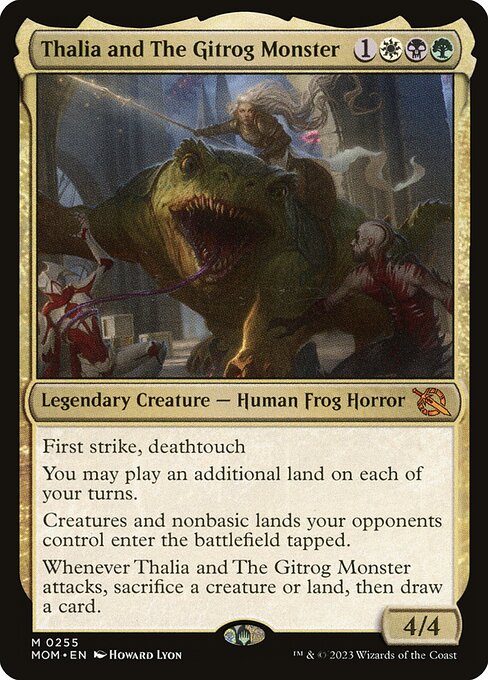 Thalia and The Gitrog Monster 1
Legendary Creature — Human Frog Horror
First strike, deathtouch
You may play an additional land on each of
your turns.
Creatures and nonbasic lands your opponents
control enter the battlefield tapped.
Whenever Thalia and The Gitrog Monster
attacks, sacrifice a creature or land, then draw
a card.
4/4
M 0255
MOM • EN Howard Lyon
™ & © 2023 Wizards of the Coast